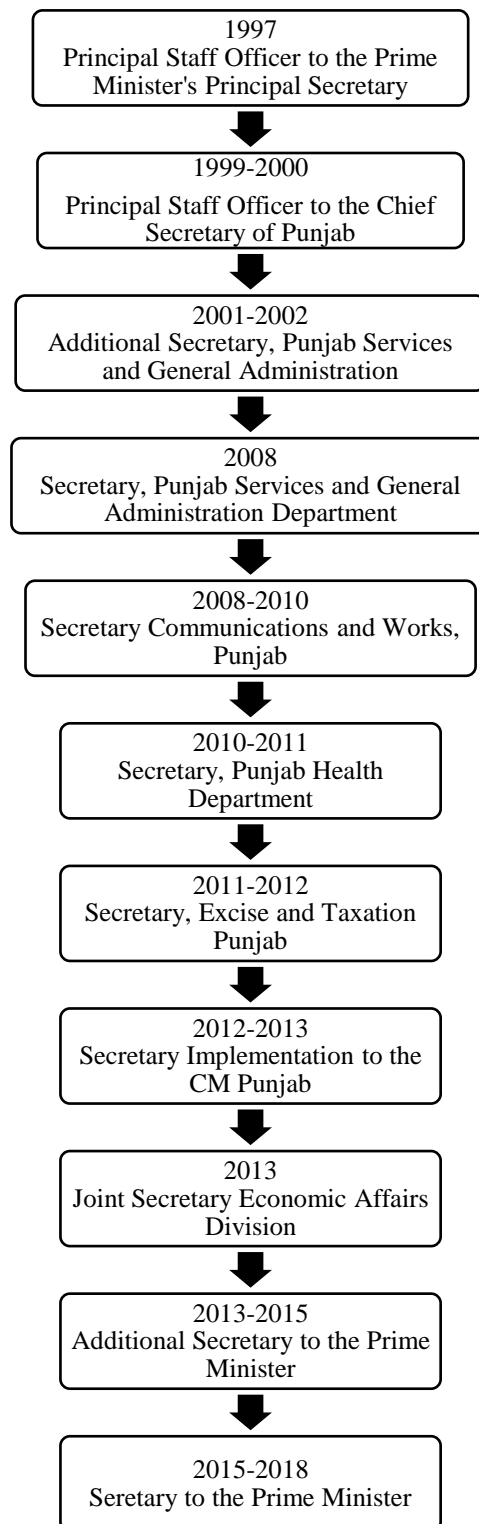 1997
Principal Staff Officer to the Prime
Minister's Principal Secretary
1999-2000
Principal Staff Officer to the Chief
Secretary of Punjab
2001-2002
Additional Secretary, Punjab Services
and General Administration
2008
Secretary, Punjab Services and General
Administration Department
2008-2010
Secretary Communications and Works,
Punjab
2010-2011
Secretary, Punjab Health
Department
2011-2012
Secretary, Excise and Taxation
Punjab
2012-2013
Secretary Implementation to the
CM Punjab
2013
Joint Secretary Economic Affairs
Division
2013-2015
Additional Secretary to the Prime
Minister
2015-2018
Seretary to the Prime Minister